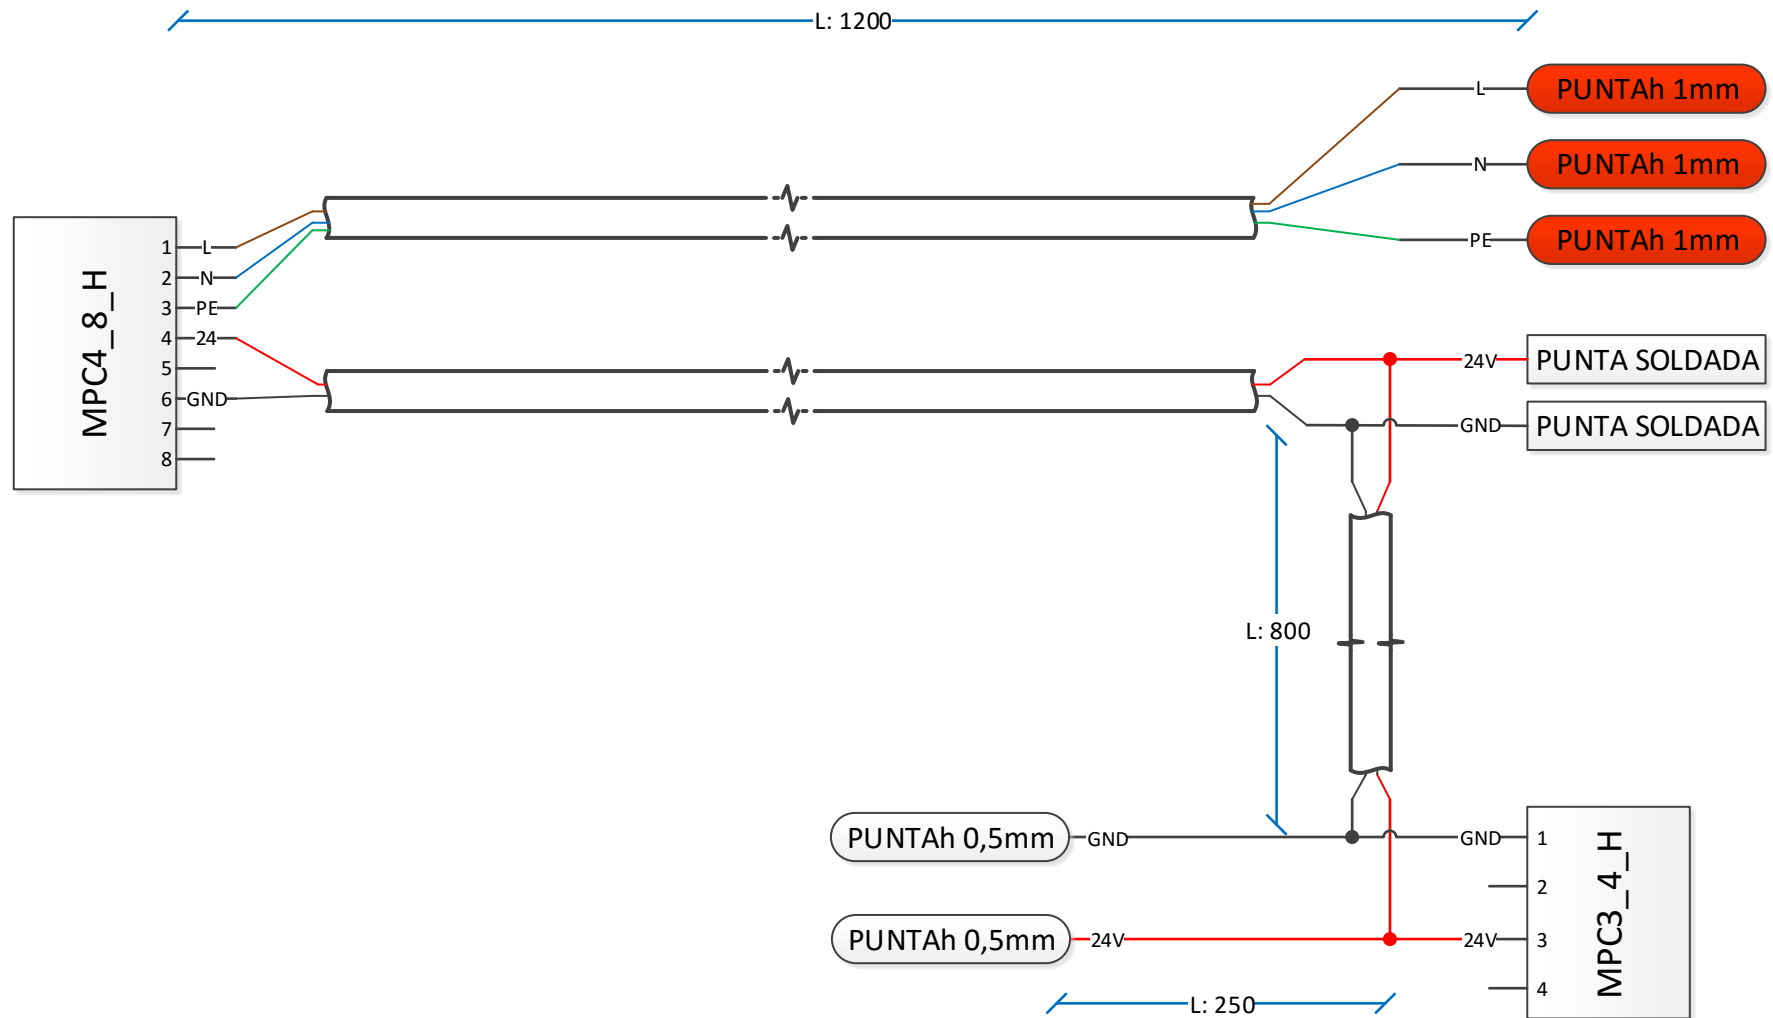 L: 1200
L
PUNTAh 1mm
N
PUNTAh 1mm
PE
PUNTAh 1mm
MPC4_8_H
1
L
2
N
3
PE
4
24
5
6
GND
7
8
24V
PUNTA SOLDADA
GND
PUNTA SOLDADA
L: 800
PUNTAh 0,5mm
GND
GND
1
2
PUNTAh 0,5mm
24V
24V
3
4
MPC3_4_H
L: 250